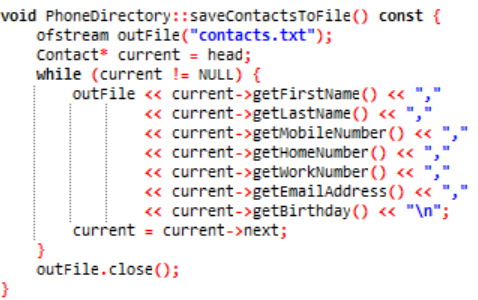 void PhoneDirectory::saveContactsToFile() const {
    ofstream outFile("contacts.txt");
    Contact* current = head;
    while (current != NULL) {
        outFile << current->getFirstName() << ","
                << current->getLastName() << ","
                << current->getMobileNumber() << ","
                << current->getHomeNumber() << ","
                << current->getWorkNumber() << ","
                << current->getEmailAddress() << ","
                << current->getBirthday() << "\n";
        current = current->next;
    }
    outFile.close();
}